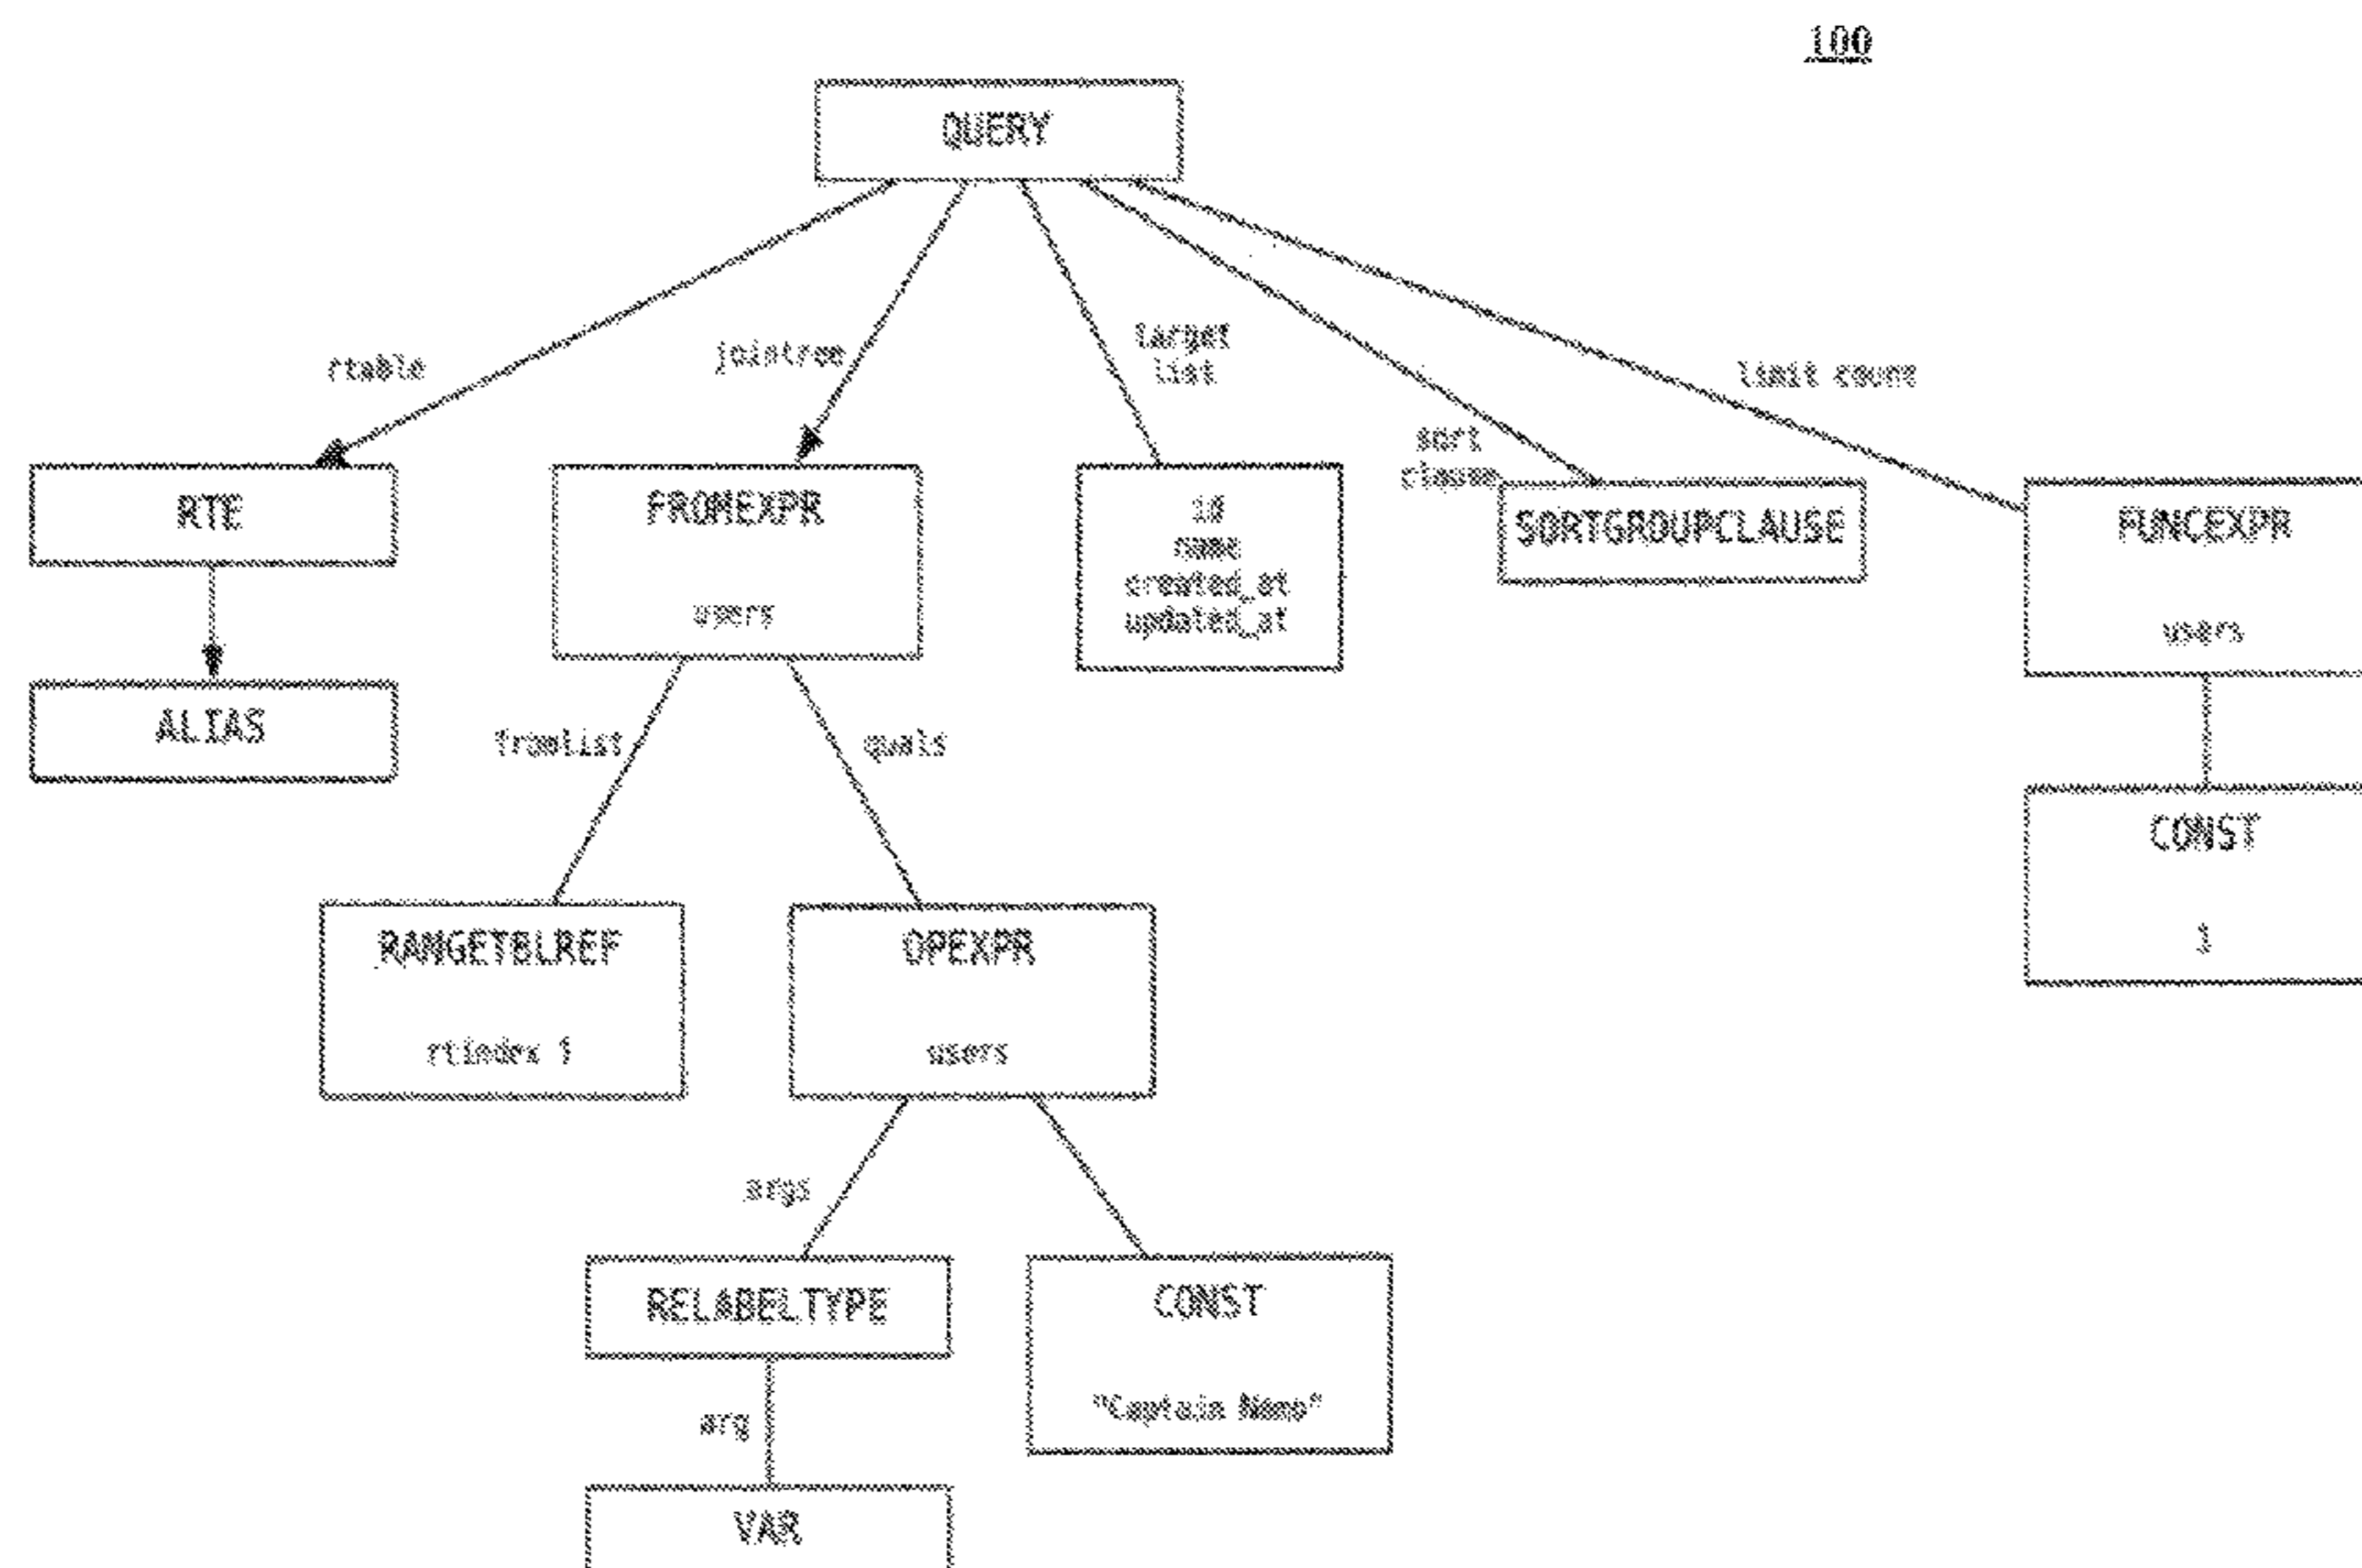 100
QUERY
rtable
jointree
target
list
sort
clause
limit count
RTE
FROMEXPR
users
id
name
created_at
updated_at
SORTGROUPCLAUSE
FUNCEXPR
users
ALIAS
fromlist
quals
CONST
1
RANGETBLREF
rtindex 1
OPEXPR
users
args
RELABELTYPE
CONST
"Captain Nemo"
arg
VAR